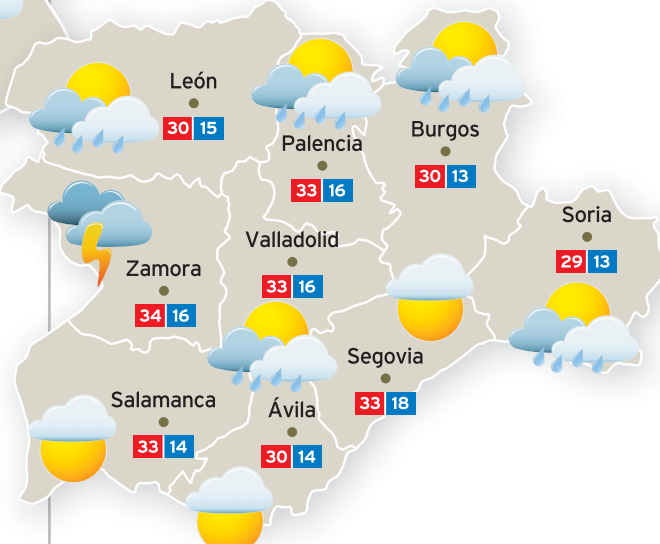 León
30 15
Palencia
33 16
Burgos
30 13
Soria
29 13
Valladolid
33 16
Zamora
34 16
Segovia
33 18
Salamanca
33 14
Ávila
30 14